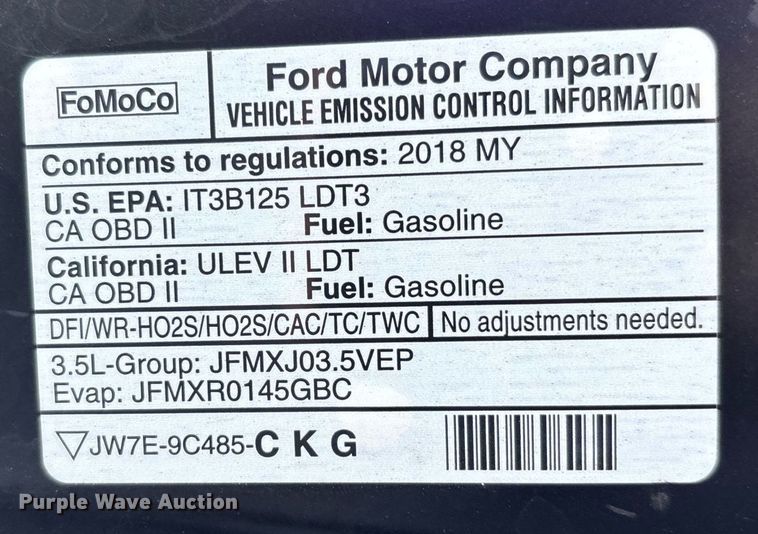 FoMoCo
Ford Motor Company
VEHICLE EMISSION CONTROL INFORMATION
Conforms to regulations: 2018 MY
U.S. EPA: IT3B125 LDT3
CA OBD II Fuel: Gasoline
California: ULEV II LDT
CA OBD II Fuel: Gasoline
DFI/WR-HO2S/HO2S/CAC/TC/TWC No adjustments needed.
3.5L-Group: JFMXJ03.5VEP
Evap: JFMXR0145GBC
▽JW7E-9C485-C K G
Purple Wave Auction